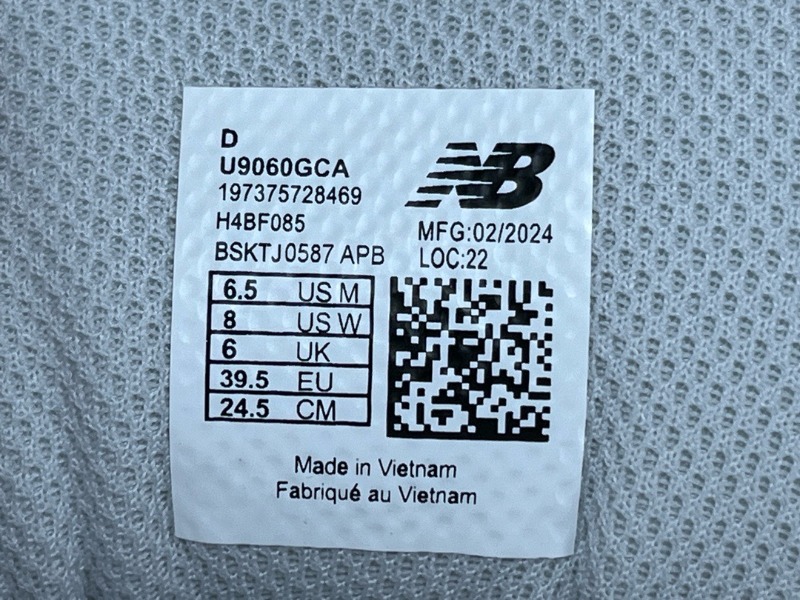 D
U9060GCA
197375728469
H4BF085
BSKTJ0587 APB
NB
MFG:02/2024
LOC:22
6.5 US M
8 US W
6 UK
39.5 EU
24.5 CM
Made in Vietnam
Fabriqué au Vietnam